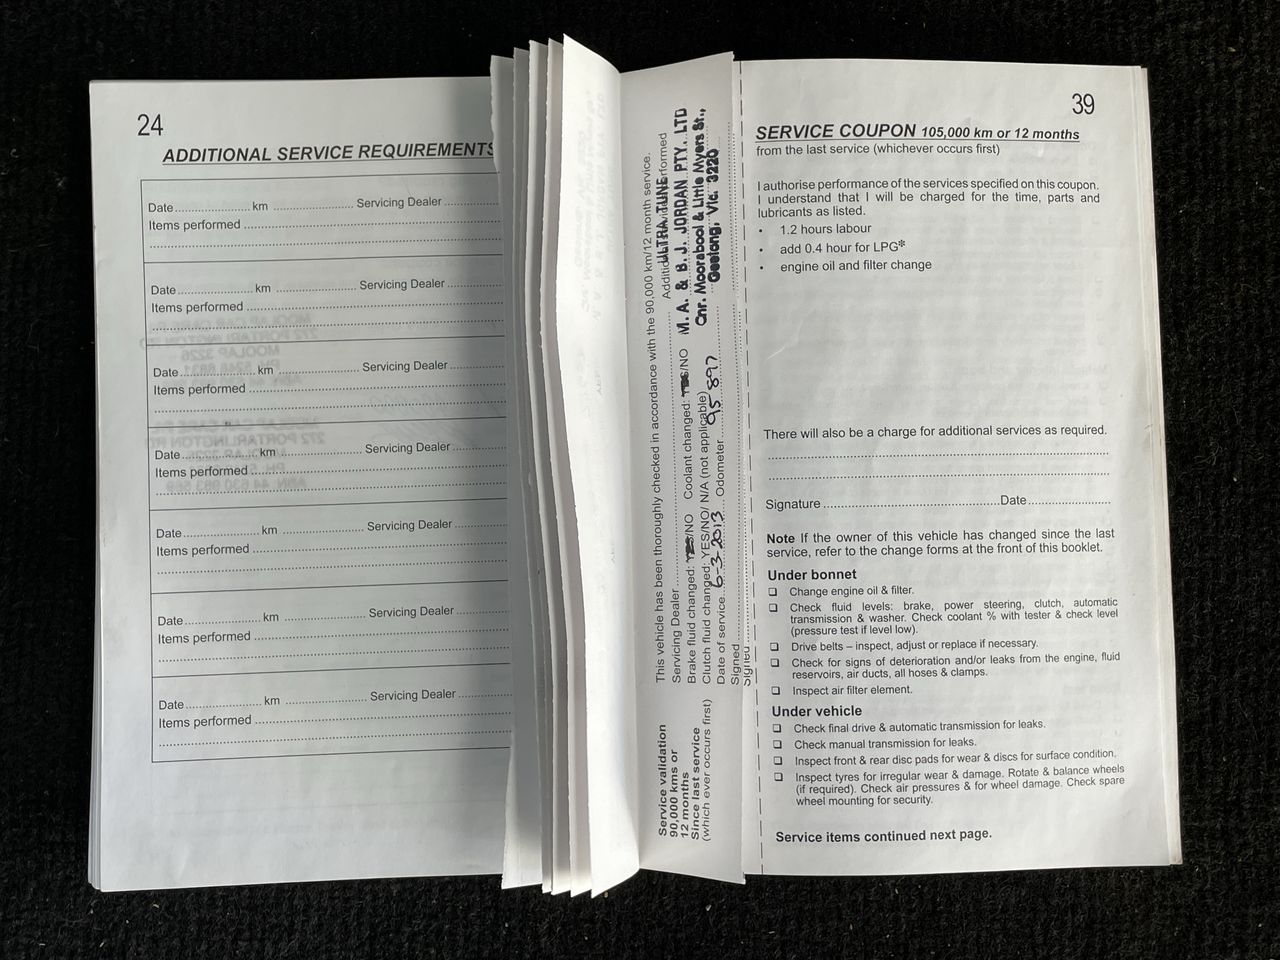 24
ADDITIONAL SERVICE REQUIREMENTS
Date........................ km ........................ Servicing Dealer..............
Items performed ................................................................
................................................................................
Date........................ km ........................ Servicing Dealer..............
Items performed ................................................................
................................................................................
Date........................ km ........................ Servicing Dealer..............
Items performed ................................................................
................................................................................
Date........................ km ........................ Servicing Dealer..............
Items performed ................................................................
................................................................................
Date........................ km ........................ Servicing Dealer..............
Items performed ................................................................
................................................................................
Date........................ km ........................ Servicing Dealer..............
Items performed ................................................................
................................................................................
Date........................ km ........................ Servicing Dealer..............
Items performed ................................................................
................................................................................
Service validation
90,000 kms or
12 months
Since last service
(which ever occurs first)
This vehicle has been thoroughly checked in accordance with the 90,000 km/12 month service.
Servicing Dealer
Brake fluid changed: YES/NO Coolant changed: YES/NO
Clutch fluid changed: YES/NO/ N/A (not applicable)
Date of service 6-3-2013 Odometer 95 897
Signed
Signed
ULTRA TUNE
M. A. & B. J. JORDAN PTY. LTD
Cnr. Moorabool & Little Myers St.,
Geelong, Vic. 3220
39
SERVICE COUPON 105,000 km or 12 months
from the last service (whichever occurs first)
I authorise performance of the services specified on this coupon.
I understand that I will be charged for the time, parts and
lubricants as listed.
• 1.2 hours labour
• add 0.4 hour for LPG*
• engine oil and filter change
There will also be a charge for additional services as required.
................................................................................
................................................................................
Signature ................................................Date........................
Note If the owner of this vehicle has changed since the last
service, refer to the change forms at the front of this booklet.
Under bonnet
❏ Change engine oil & filter.
❏ Check fluid levels: brake, power steering, clutch, automatic
transmission & washer. Check coolant % with tester & check level
(pressure test if level low).
❏ Drive belts – inspect, adjust or replace if necessary.
❏ Check for signs of deterioration and/or leaks from the engine, fluid
reservoirs, air ducts, all hoses & clamps.
❏ Inspect air filter element.
Under vehicle
❏ Check final drive & automatic transmission for leaks.
❏ Check manual transmission for leaks.
❏ Inspect front & rear disc pads for wear & discs for surface condition.
❏ Inspect tyres for irregular wear & damage. Rotate & balance wheels
(if required). Check air pressures & for wheel damage. Check spare
wheel mounting for security.
Service items continued next page.